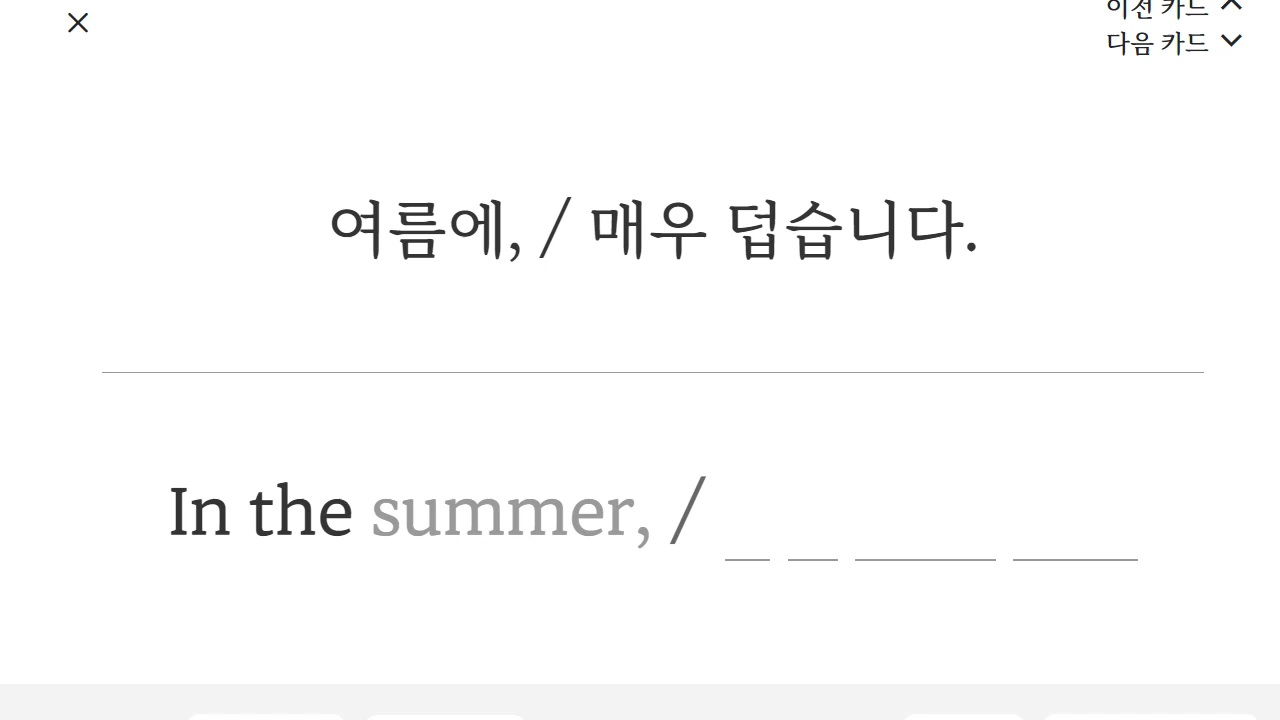 이전 카드
다음 카드
여름에, / 매우 덥습니다.
In the summer, /